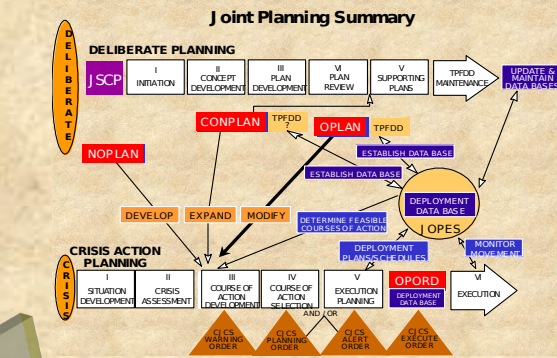 Joint Planning Summary
DELIBERATE
DELIBERATE PLANNING
JSCP
I
INITIATION
II
CONCEPT
DEVELOPMENT
III
PLAN
DEVELOPMENT
VI
PLAN
REVIEW
V
SUPPORTING
PLANS
TPFDD
MAINTENANCE
UPDATE &
MAINTAIN
DATA BASES
CONPLAN
TPFDD
?
OPLAN
TPFDD
NOPLAN
ESTABLISH DATA BASE
ESTABLISH DATA BASE
DEVELOP
EXPAND
MODIFY
DETERMINE FEASIBLE
COURSES OF ACTION
DEPLOYMENT
DATA BASE
JOPES
DEPLOYMENT
PLANS/SCHEDULES
MONITOR
MOVEMENT
CRISIS
CRISIS ACTION
PLANNING
I
SITUATION
DEVELOPMENT
II
CRISIS
ASSESSMENT
III
COURSE OF
ACTION
DEVELOPMENT
IV
COURSE OF
ACTION
SELECTION
V
EXECUTION
PLANNING
OPORD
DEPLOYMENT
DATA BASE
VI
EXECUTION
AND / OR
CJCS
WARNING
ORDER
CJCS
PLANNING
ORDER
CJCS
ALERT
ORDER
CJCS
EXECUTE
ORDER